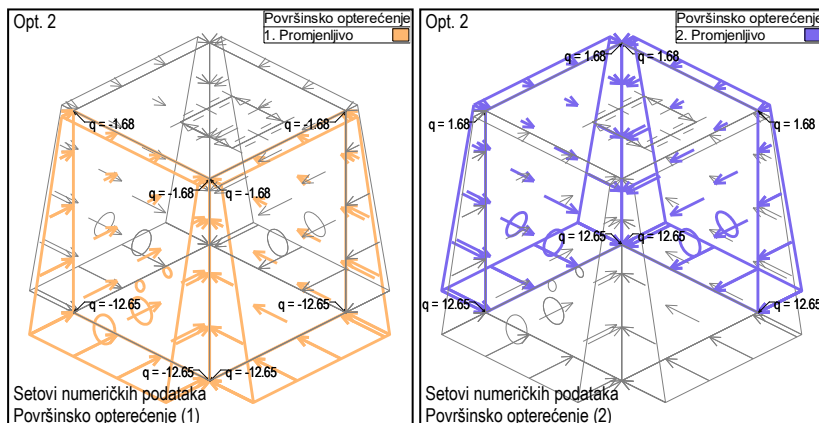 Opt. 2
Površinsko opterećenje
1. Promjenljivo
q = -1.68
q = -1.68
q = -1.68
q = -1.68
q = -12.65
q = -12.65
q = -12.65
q = -12.65
Setovi numeričkih podataka
Površinsko opterećenje (1)
Opt. 2
Površinsko opterećenje
2. Promjenljivo
q = 1.68
q = 1.68
q = 1.68
q = 1.68
q = 12.65
q = 12.65
q = 12.65
q = 12.65
Setovi numeričkih podataka
Površinsko opterećenje (2)